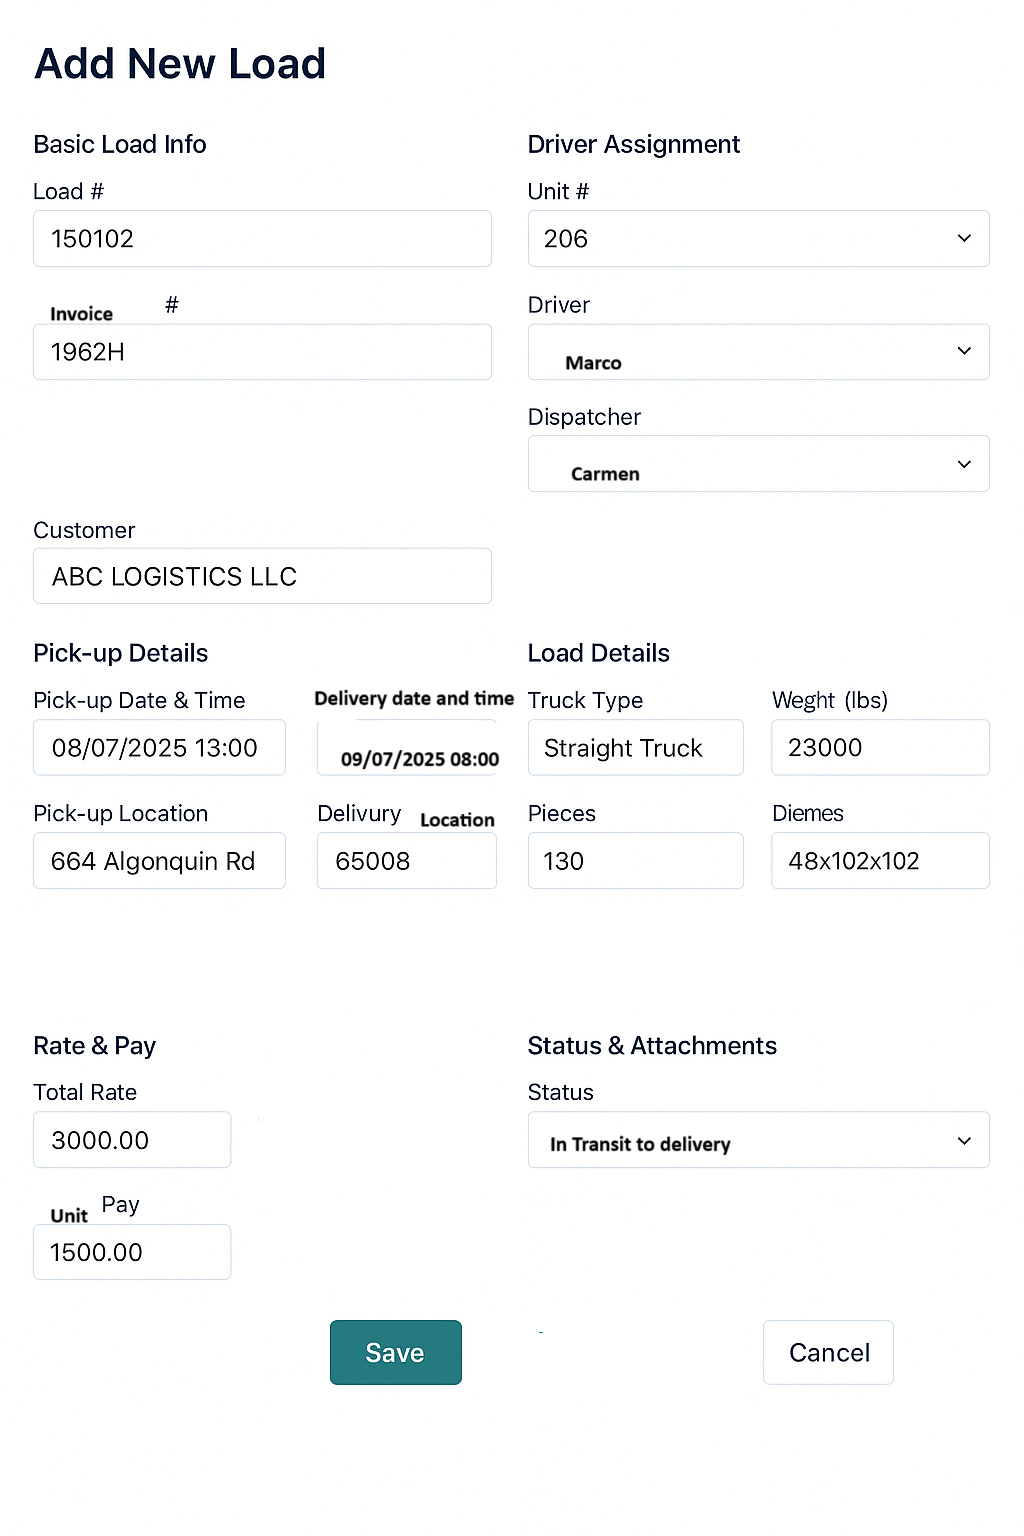 Add New Load
Basic Load Info
Load #
150102
Invoice #
1962H
Driver Assignment
Unit #
206
Driver
Marco
Dispatcher
Carmen
Customer
ABC LOGISTICS LLC
Pick-up Details
Pick-up Date & Time
08/07/2025 13:00
Delivery date and time
09/07/2025 08:00
Pick-up Location
664 Algonquin Rd
Delivury Location
65008
Load Details
Truck Type
Straight Truck
Weght (lbs)
23000
Pieces
130
Diemes
48x102x102
Rate & Pay
Total Rate
3000.00
Unit Pay
1500.00
Status & Attachments
Status
In Transit to delivery
Save
Cancel